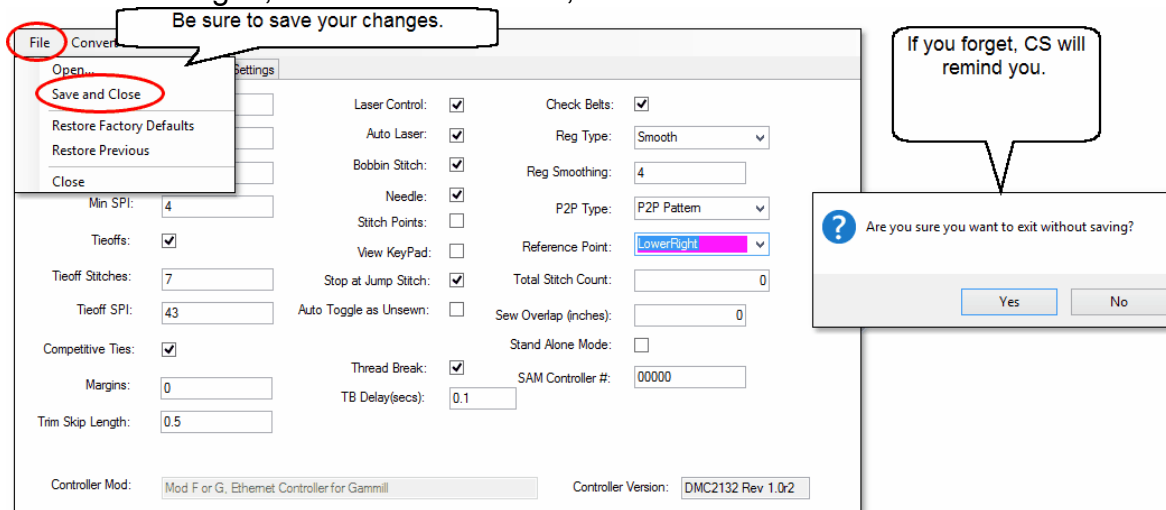 Be sure to save your changes.
If you forget, CS will
remind you.
File Convert
Open...
Settings
Save and Close
Restore Factory Defaults
Restore Previous
Close
Laser Control:
Check Belts:
Auto Laser:
Reg Type: Smooth
Bobbin Stitch:
Reg Smoothing: 4
Min SPI: 4
Needle:
P2P Type: P2P Pattern
Stitch Points:
Tieoffs:
View KeyPad:
Reference Point: LowerRight
Tieoff Stitches: 7
Stop at Jump Stitch:
Total Stitch Count: 0
Tieoff SPI: 43
Auto Toggle as Unsewn:
Sew Overlap (inches): 0
Competitive Ties:
Stand Alone Mode:
Thread Break:
SAM Controller #: 00000
Margins: 0
TB Delay(secs): 0.1
Trim Skip Length: 0.5
Controller Mod: Mod F or G, Ethernet Controller for Gammill
Controller Version: DMC2132 Rev 1.0r2
Are you sure you want to exit without saving?
Yes No